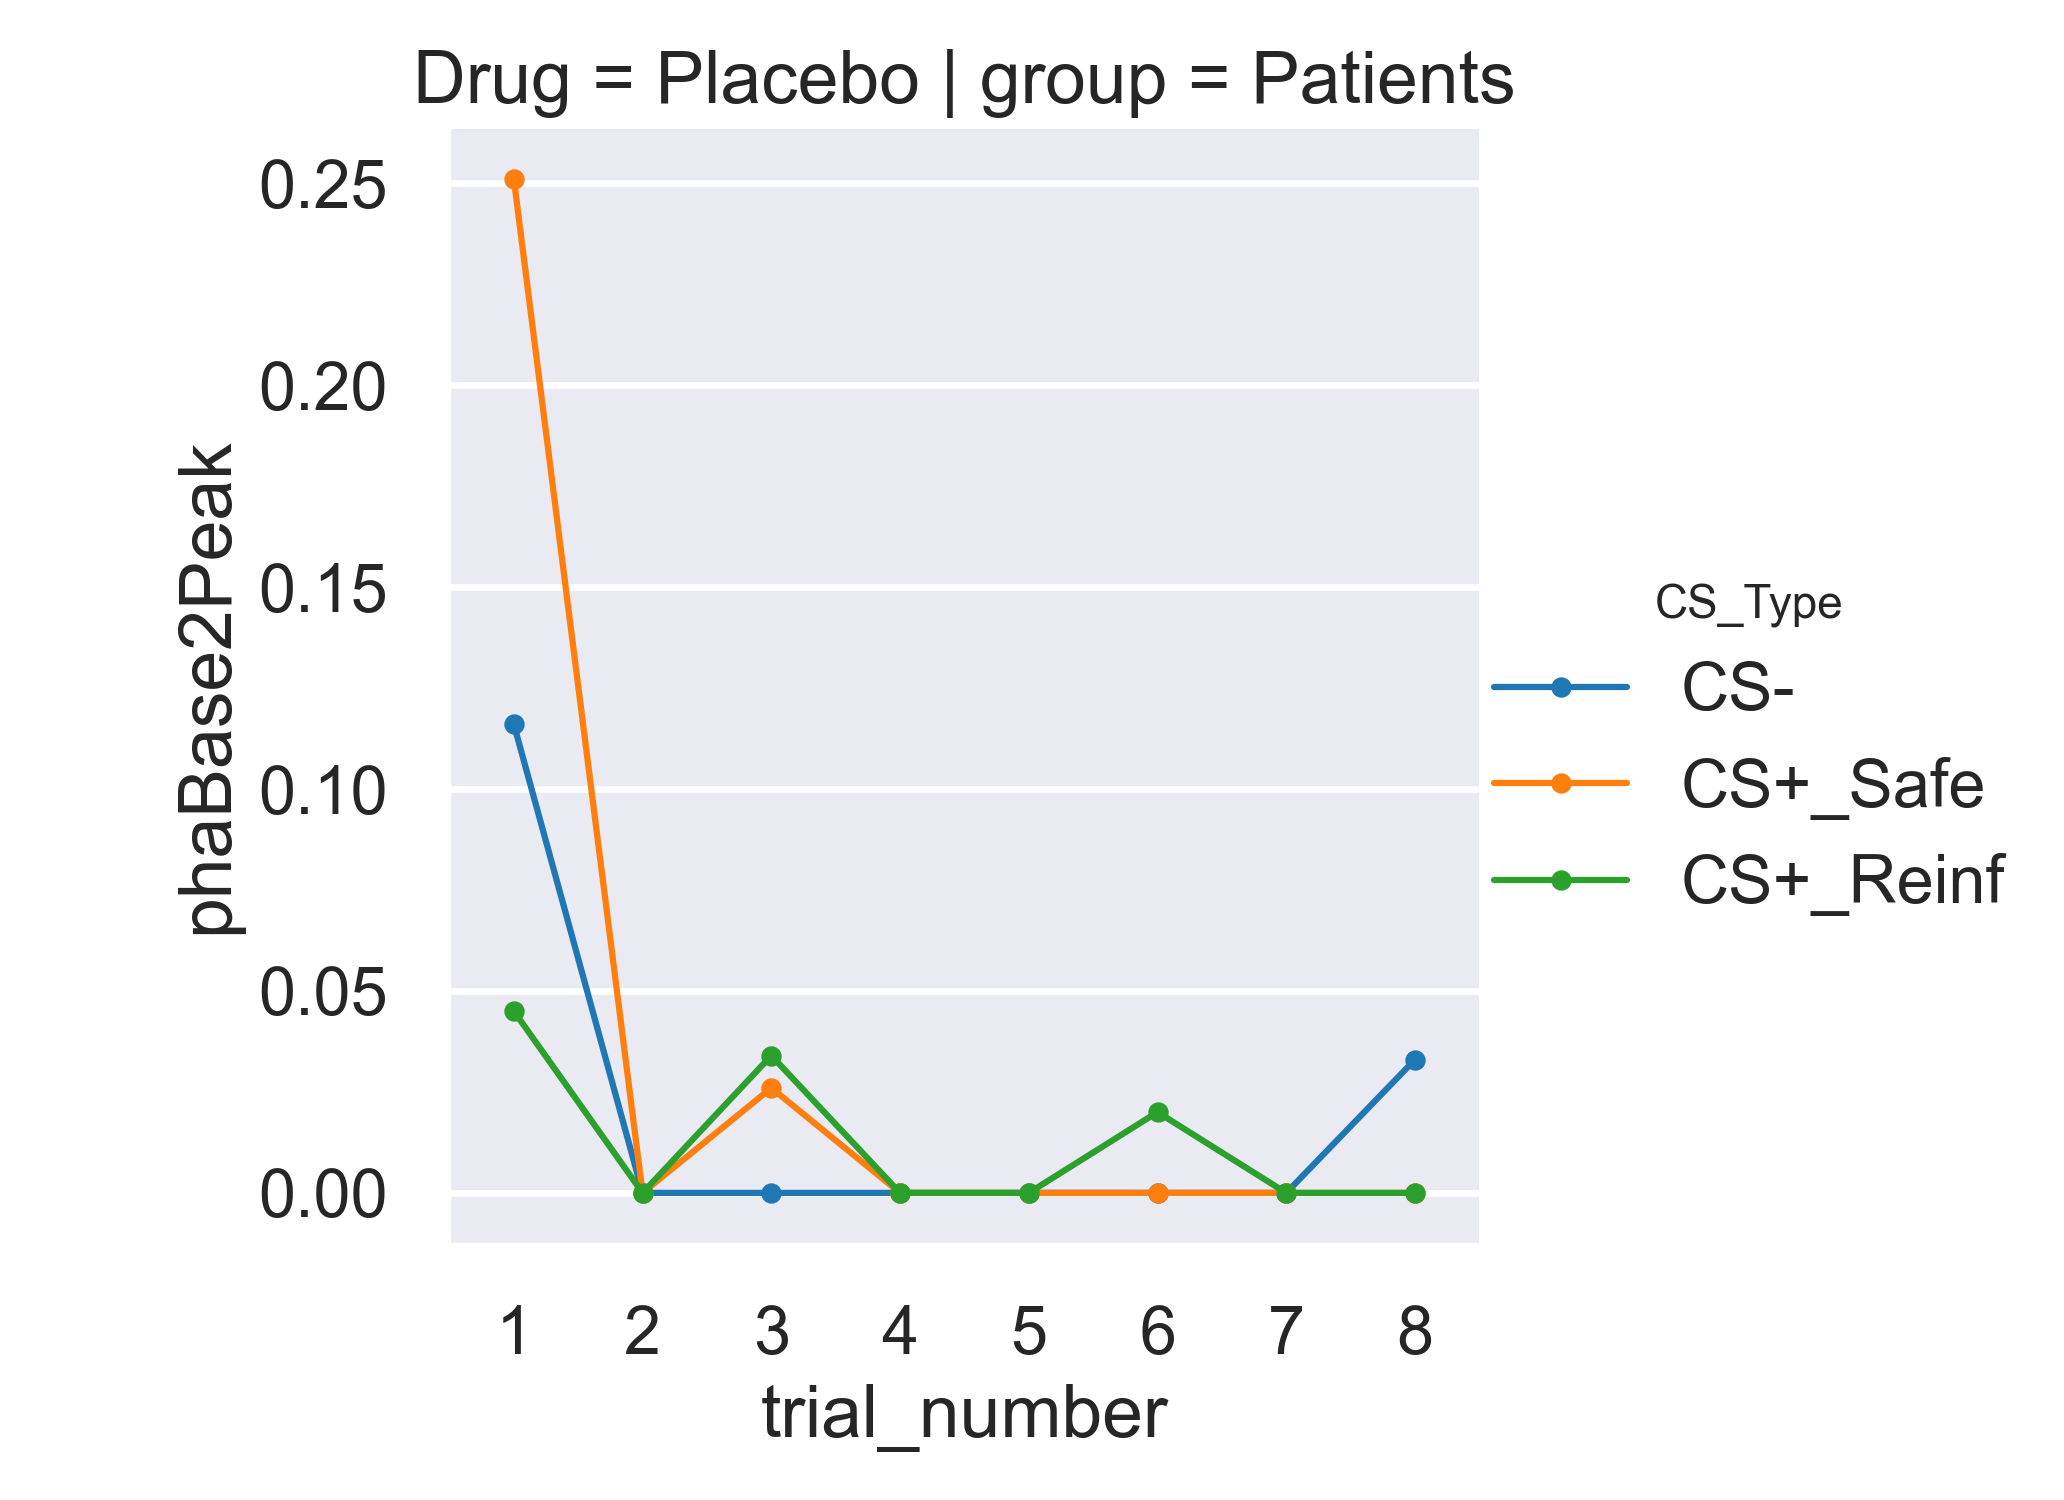 Drug = Placebo | group = Patients
0.25
0.20
0.15
0.10
0.05
0.00
phaBase2Peak
1 2 3 4 5 6 7 8
trial_number
CS_Type
CS-
CS+_Safe
CS+_Reinf